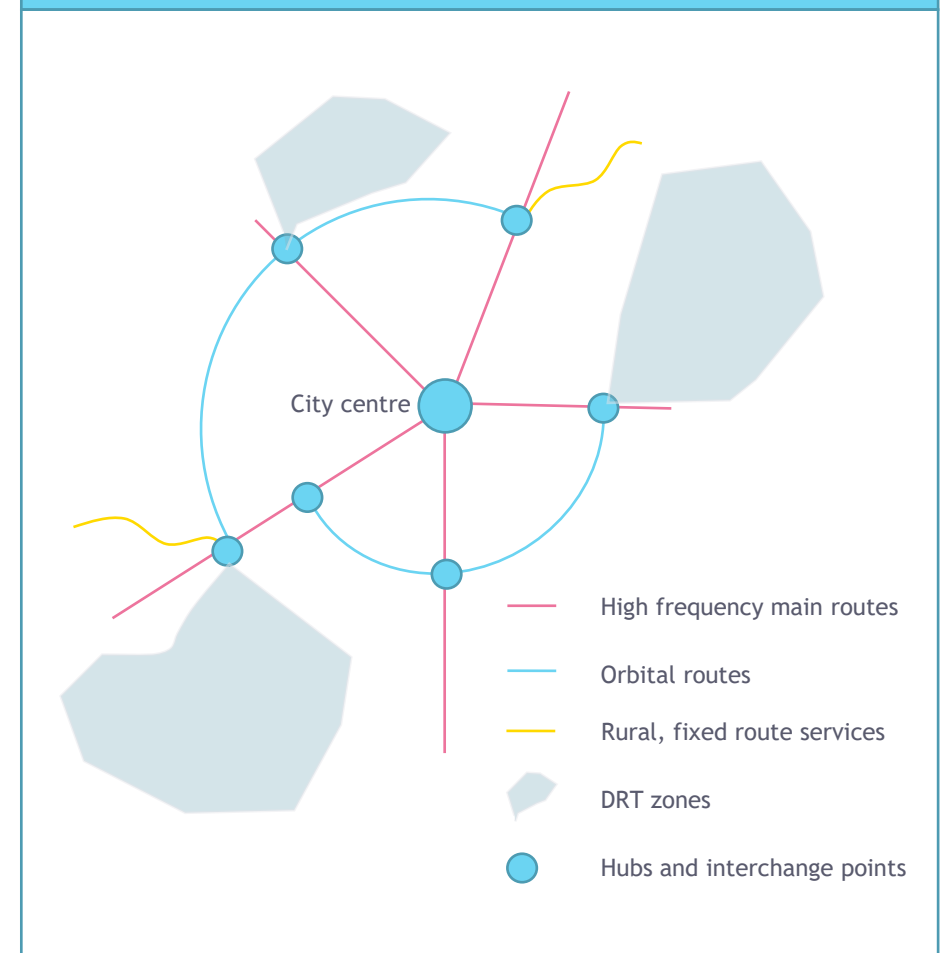 City centre
High frequency main routes
Orbital routes
Rural, fixed route services
DRT zones
Hubs and interchange points